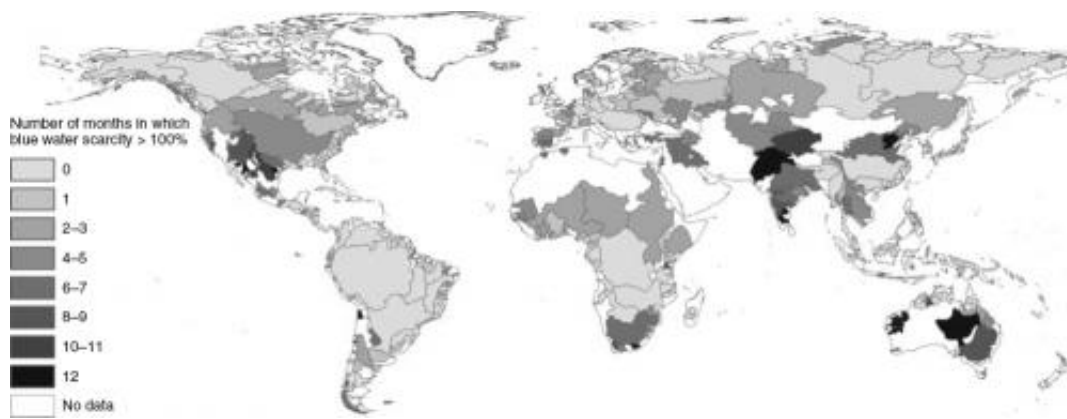 Number of months in which
blue water scarcity > 100%
0
1
2–3
4–5
6–7
8–9
10–11
12
No data